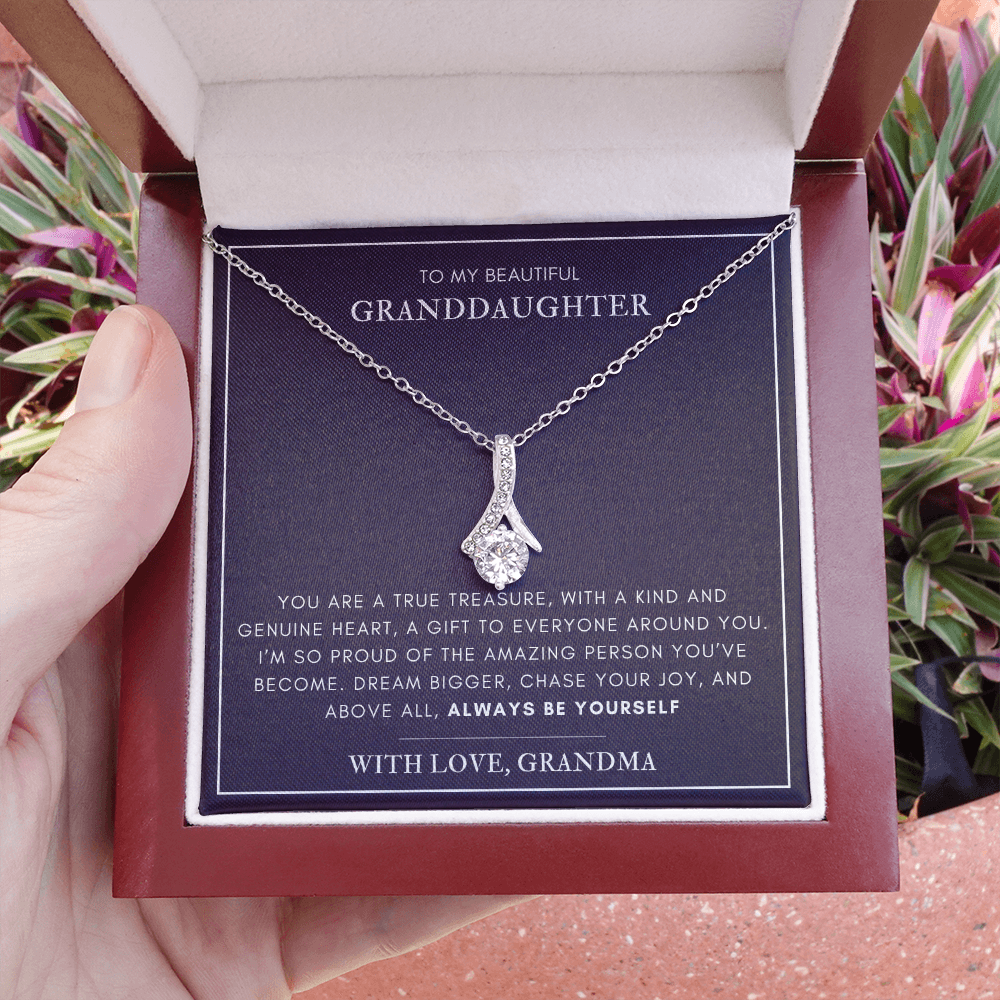 TO MY BEAUTIFUL
GRANDDAUGHTER
YOU ARE A TRUE TREASURE, WITH A KIND AND
GENUINE HEART, A GIFT TO EVERYONE AROUND YOU.
I'M SO PROUD OF THE AMAZING PERSON YOU'VE
BECOME. DREAM BIGGER, CHASE YOUR JOY, AND
ABOVE ALL, ALWAYS BE YOURSELF
WITH LOVE, GRANDMA